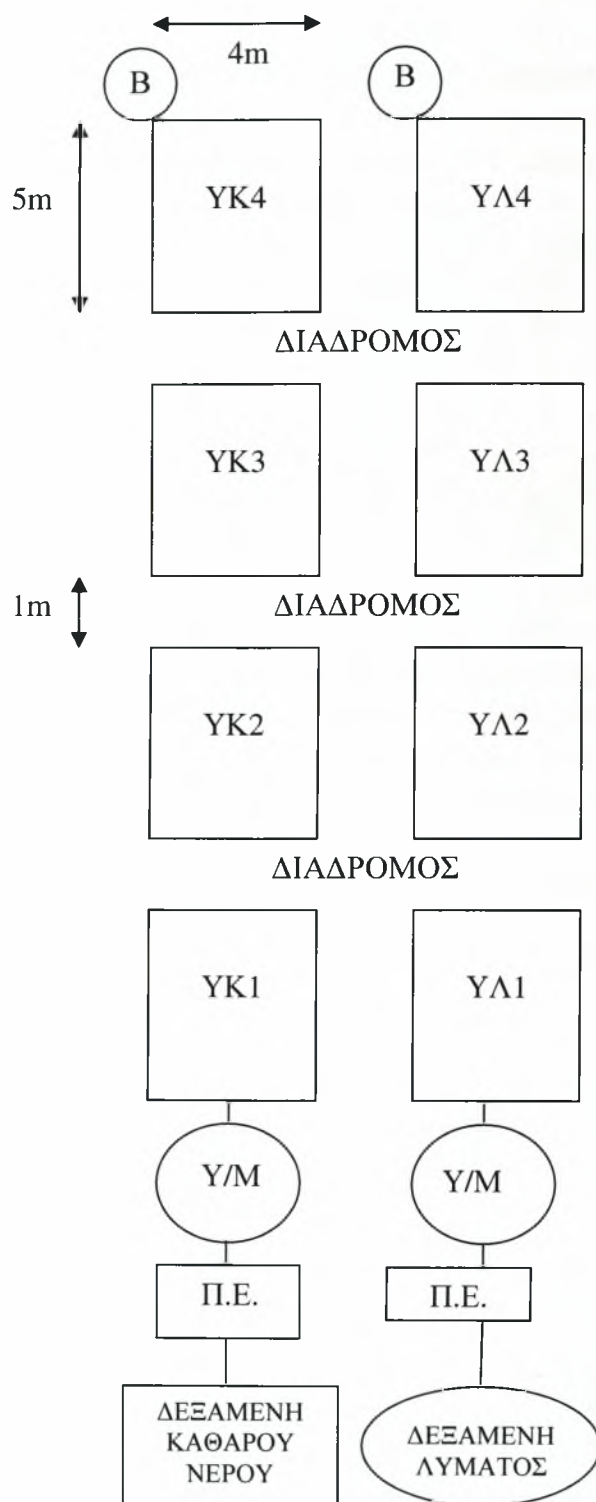 4m
B B
5m
ΥΚ4 ΥΛ4
ΔΙΑΔΡΟΜΟΣ
ΥΚ3 ΥΛ3
1m
ΔΙΑΔΡΟΜΟΣ
ΥΚ2 ΥΛ2
ΔΙΑΔΡΟΜΟΣ
ΥΚ1 ΥΛ1
Υ/Μ Υ/Μ
Π.Ε. Π.Ε.
ΔΕΞΑΜΕΝΗ
ΚΑΘΑΡΟΥ
ΝΕΡΟΥ
ΔΕΞΑΜΕΝΗ
ΛΥΜΑΤΟΣ